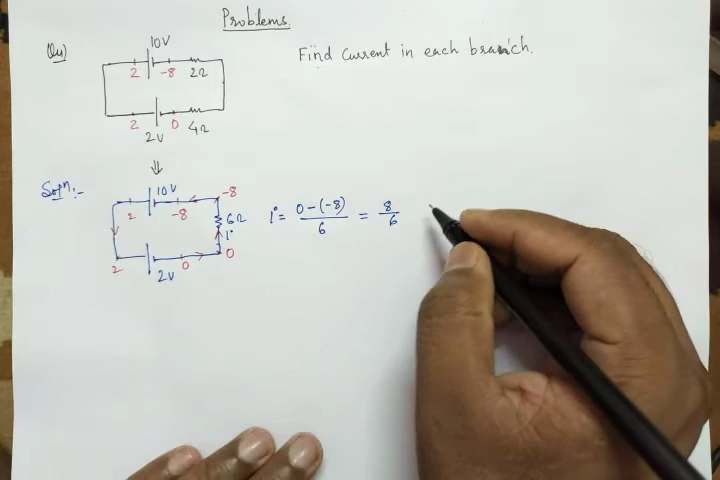 Problems.
Qu)
Find current in each branch.
10V
2 -8 2Ω
2 0 4Ω
2V
⇓
Solⁿ:-
10V -8
2 -8
6Ω
i
2 0 0
2V
i = 0-(-8)/6 = 8/6